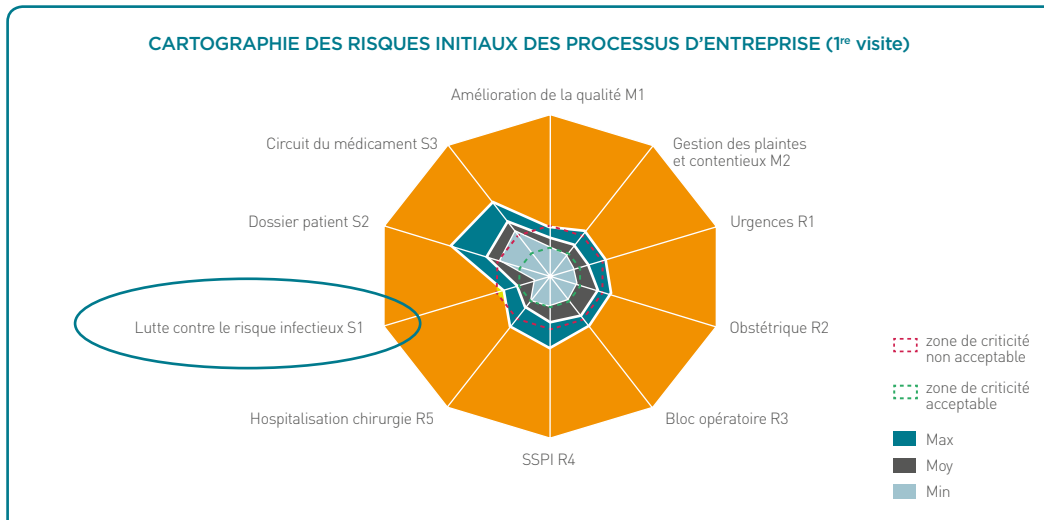 CARTOGRAPHIE DES RISQUES INITIAUX DES PROCESSUS D'ENTREPRISE (1re visite)
Amélioration de la qualité M1
Gestion des plaintes
et contentieux M2
Urgences R1
Obstétrique R2
Bloc opératoire R3
SSPI R4
Hospitalisation chirurgie R5
Lutte contre le risque infectieux S1
Dossier patient S2
Circuit du médicament S3
zone de criticité
non acceptable
zone de criticité
acceptable
Max
Moy
Min